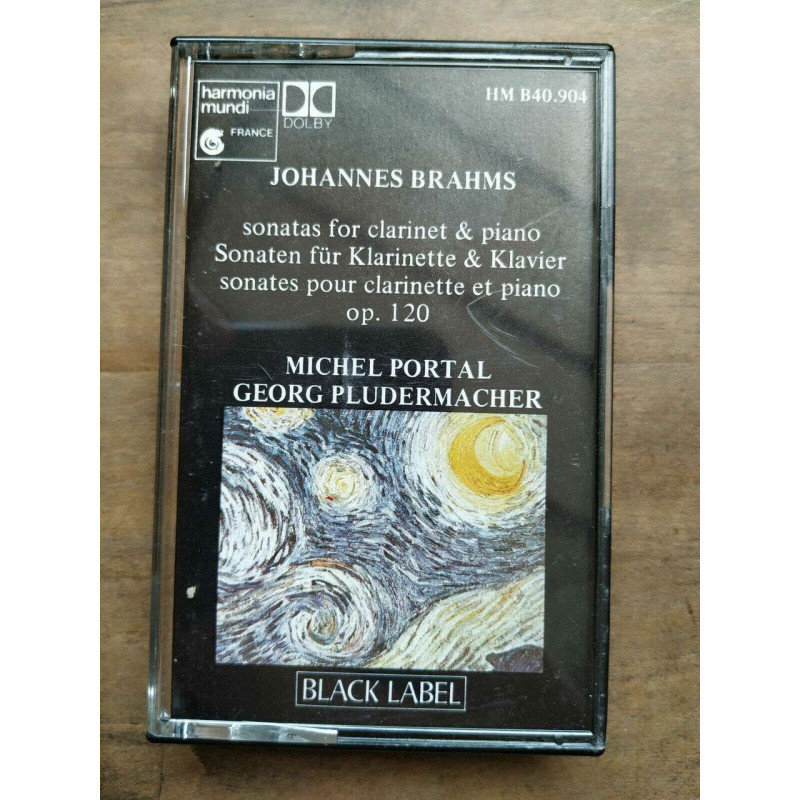 harmonia
mundi
FRANCE
DOLBY
HM B40.904
JOHANNES BRAHMS
sonatas for clarinet & piano
Sonaten für Klarinette & Klavier
sonates pour clarinette et piano
op. 120
MICHEL PORTAL
GEORG PLUDERMACHER
BLACK LABEL